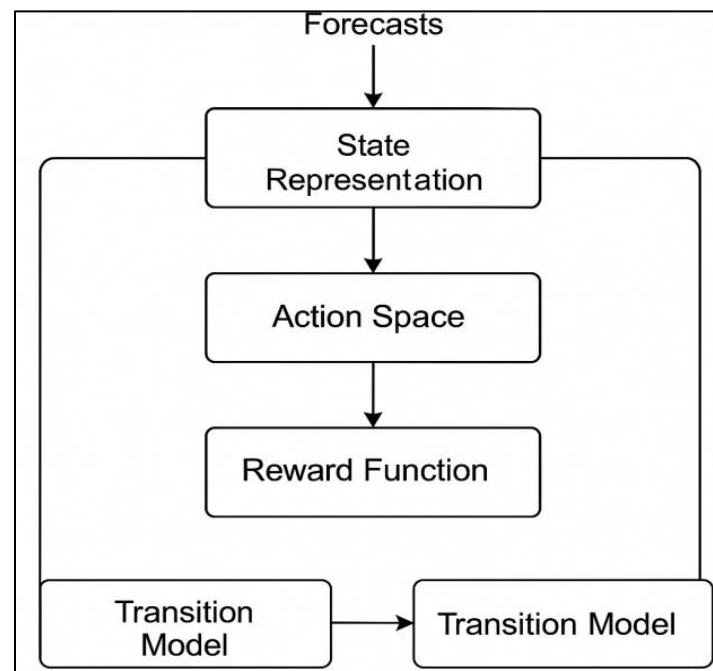 Forecasts
State
Representation
Action Space
Reward Function
Transition
Model
Transition Model